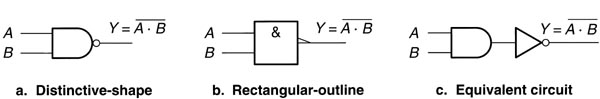 A
B
Y = A · B
A
B
&
Y = A · B
A
B
Y = A · B
a. Distinctive-shape
b. Rectangular-outline
c. Equivalent circuit